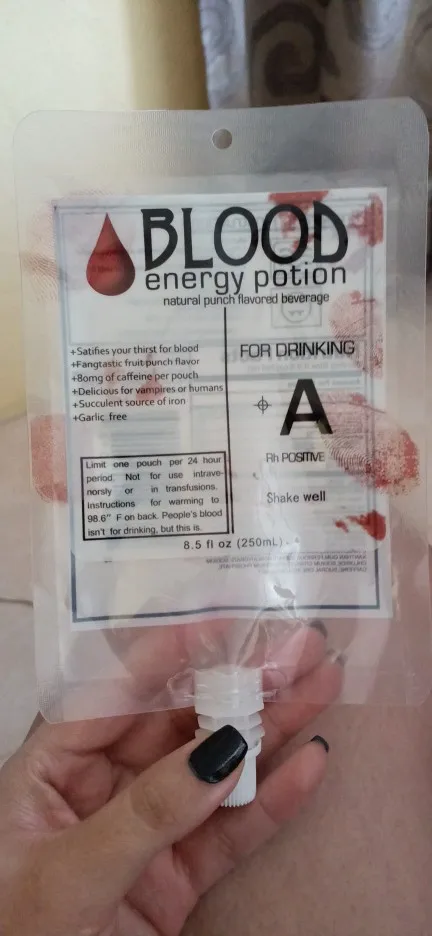 BLOOD
energy potion
natural punch flavored beverage
+Satifies your thirst for blood
+Fangtastic fruit punch flavor
+80mg of caffeine per pouch
+Delicious for vampires or humans
+Succulent source of iron
+Garlic free
Limit one pouch per 24 hour
period. Not for use intrave-
norsly or in transfusions.
Instructions for warming to
98.6" F on back. People's blood
isn't for drinking, but this is.
FOR DRINKING
A
Rh POSITIVE
Shake well
8.5 fl oz (250mL)